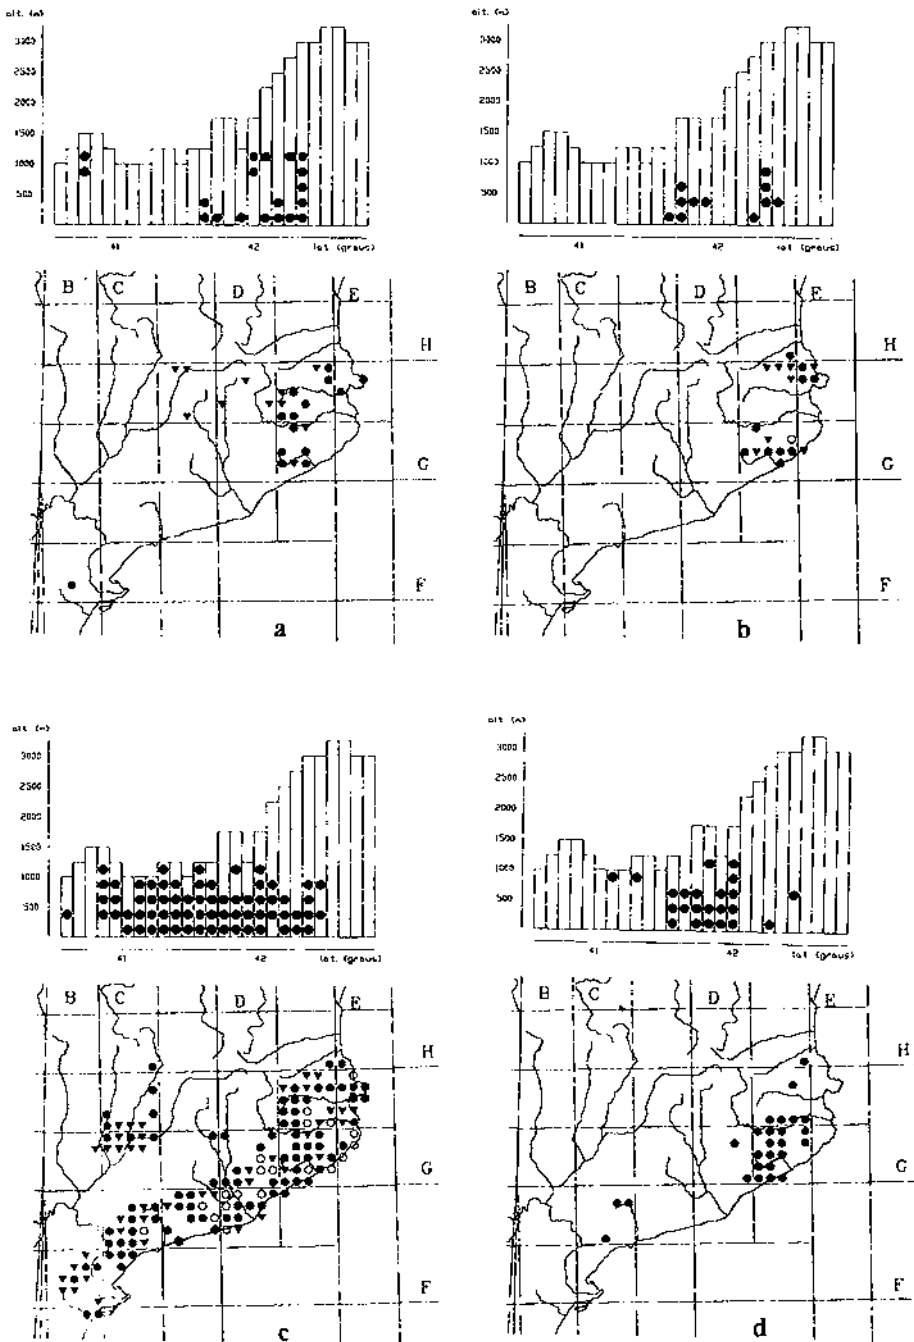 alt. (m)
3000
2500
2000
1500
1000
500
41
42
lat (graus)
B
C
D
E
H
G
F
a
alt. (m)
3000
2500
2000
1500
1000
500
41
42
lat (graus)
B
C
D
E
H
G
F
b
alt. (m)
3000
2500
2000
1500
1000
500
41
42
lat. (graus)
B
C
D
E
H
G
F
c
alt. (m)
3000
2500
2000
1500
1000
500
41
42
lat (graus)
B
C
D
E
H
G
F
d